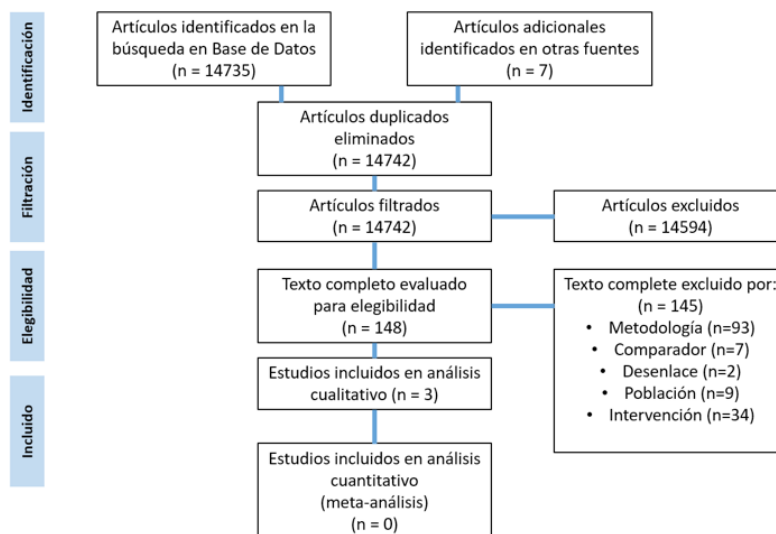 Identificación
Artículos identificados en la
búsqueda en Base de Datos
(n = 14735)
Artículos adicionales
identificados en otras fuentes
(n = 7)
Artículos duplicados
eliminados
(n = 14742)
Filtración
Artículos filtrados
(n = 14742)
Artículos excluidos
(n = 14594)
Elegibilidad
Texto completo evaluado
para elegibilidad
(n = 148)
Texto complete excluido por:
(n = 145)
• Metodología (n=93)
• Comparador (n=7)
• Desenlace (n=2)
• Población (n=9)
• Intervención (n=34)
Estudios incluidos en análisis
cualitativo (n = 3)
Incluido
Estudios incluidos en análisis
cuantitativo
(meta-análisis)
(n = 0)